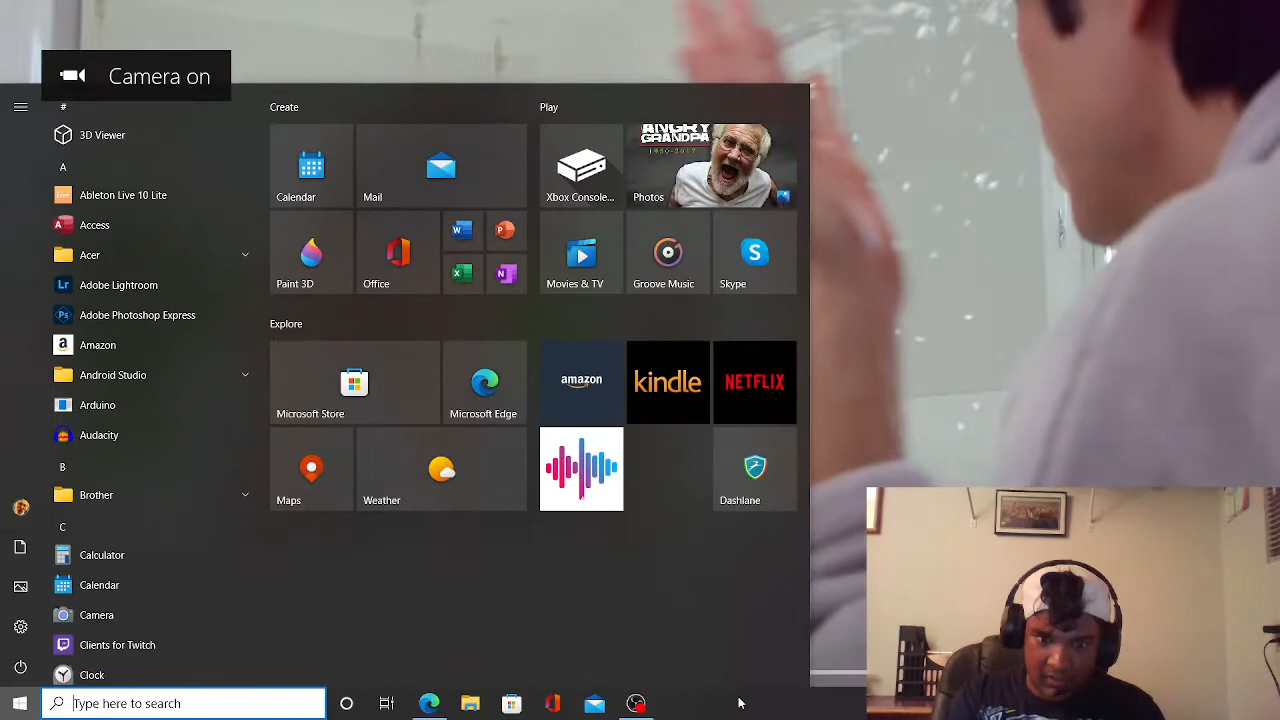 Camera on
#
3D Viewer
A
Ableton Live 10 Lite
Access
Acer
Adobe Lightroom
Adobe Photoshop Express
Amazon
Android Studio
Arduino
Audacity
B
Brother
C
Calculator
Calendar
Camera
Clients for Twitch
Clock
Create
Calendar
Mail
Paint 3D
Office
Explore
Microsoft Store
Microsoft Edge
Maps
Weather
Play
Xbox Console...
ANGRY
GRANDPA
1950-2017
Photos
Movies & TV
Groove Music
Skype
amazon
kindle
NETFLIX
Dashlane
Type here to search